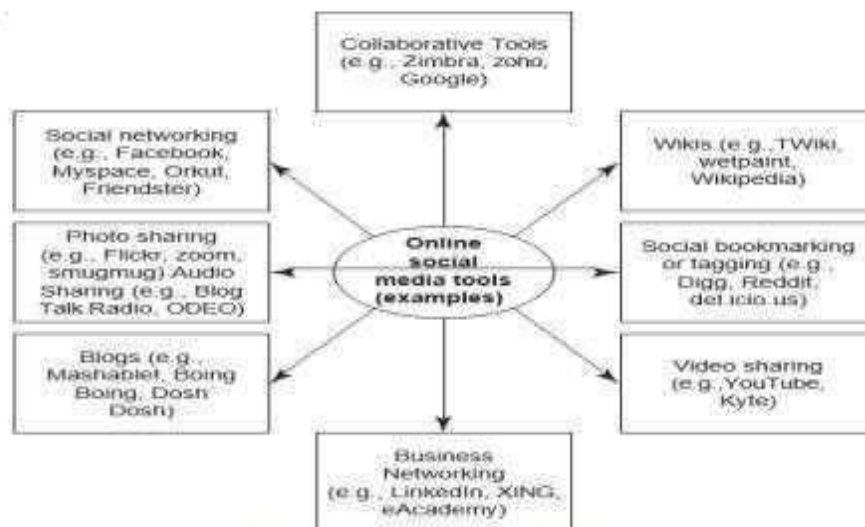 Collaborative Tools
(e.g., Zimbra, zoho,
Google)
Social networking
(e.g., Facebook,
Myspace, Orkut,
Friendster)
Wikis (e.g.,TWiki,
wetpaint,
Wikipedia)
Photo sharing
(e.g., Flickr, zoom,
smugmug) Audio
Sharing (e.g., Blog
Talk Radio, ODEO)
Online
social
media tools
(examples)
Social bookmarking
or tagging (e.g.,
Digg, Reddit,
del.icio.us)
Blogs (e.g.,
Mashablet, Boing
Boing, Dosh
Dosh)
Video sharing
(e.g.,YouTube,
Kyte)
Business
Networking
(e.g., LinkedIn, XING,
eAcademy)